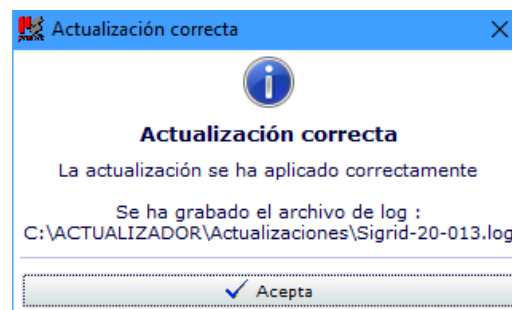 Actualización correcta
Actualización correcta
La actualización se ha aplicado correctamente
Se ha grabado el archivo de log :
C:\ACTUALIZADOR\Actualizaciones\Sigrid-20-013.log
Acepta